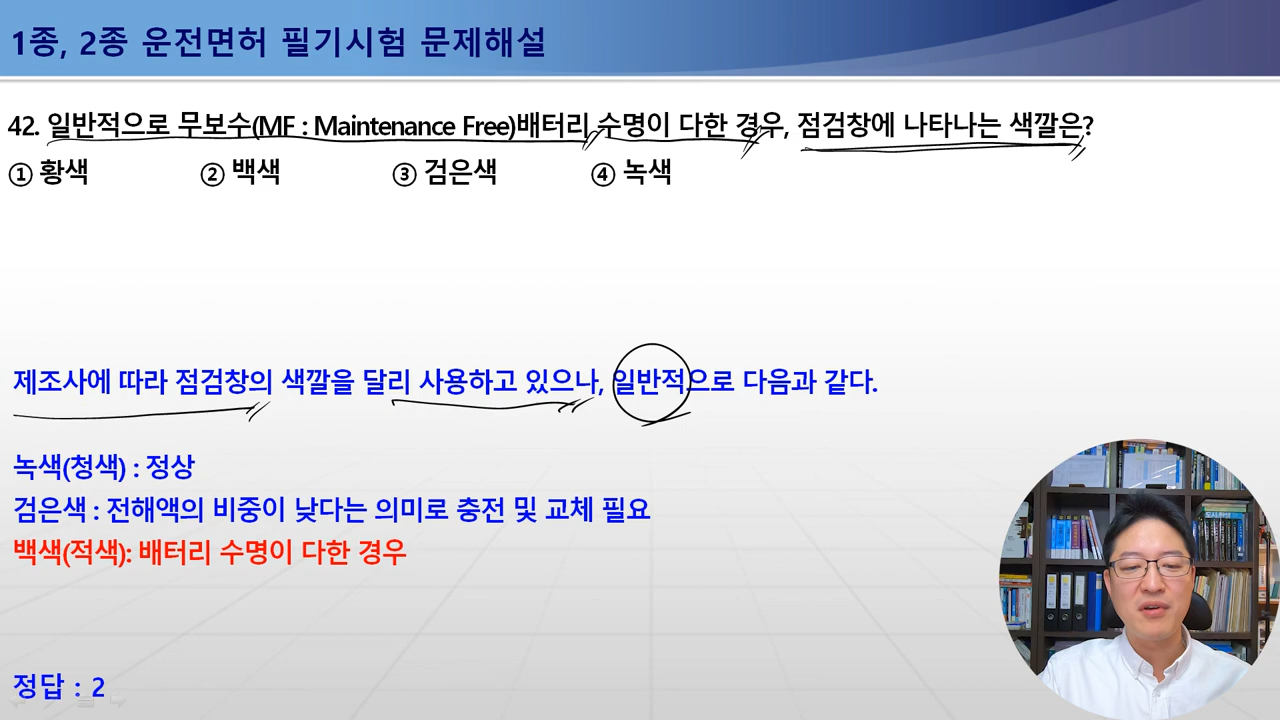 1종, 2종 운전면허 필기시험 문제해설
42. 일반적으로 무보수(MF : Maintenance Free)배터리 수명이 다한 경우, 점검창에 나타나는 색깔은?
① 황색 ② 백색 ③ 검은색 ④ 녹색
제조사에 따라 점검창의 색깔을 달리 사용하고 있으나, 일반적으로 다음과 같다.
녹색(청색) : 정상
검은색 : 전해액의 비중이 낮다는 의미로 충전 및 교체 필요
백색(적색): 배터리 수명이 다한 경우
정답 : 2